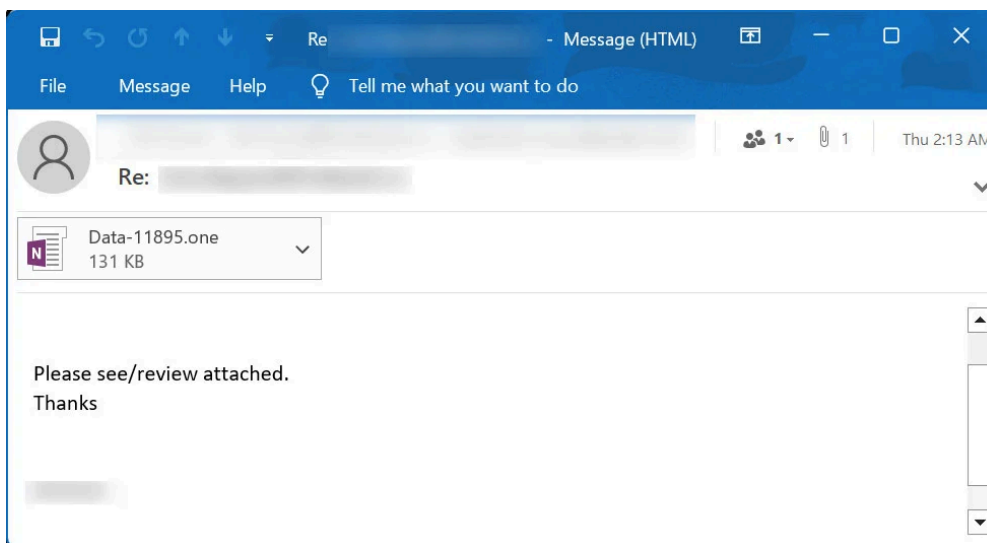 Re - Message (HTML)
File Message Help Tell me what you want to do
1 1 Thu 2:13 AM
Re:
N
Data-11895.one
131 KB
Please see/review attached.
Thanks